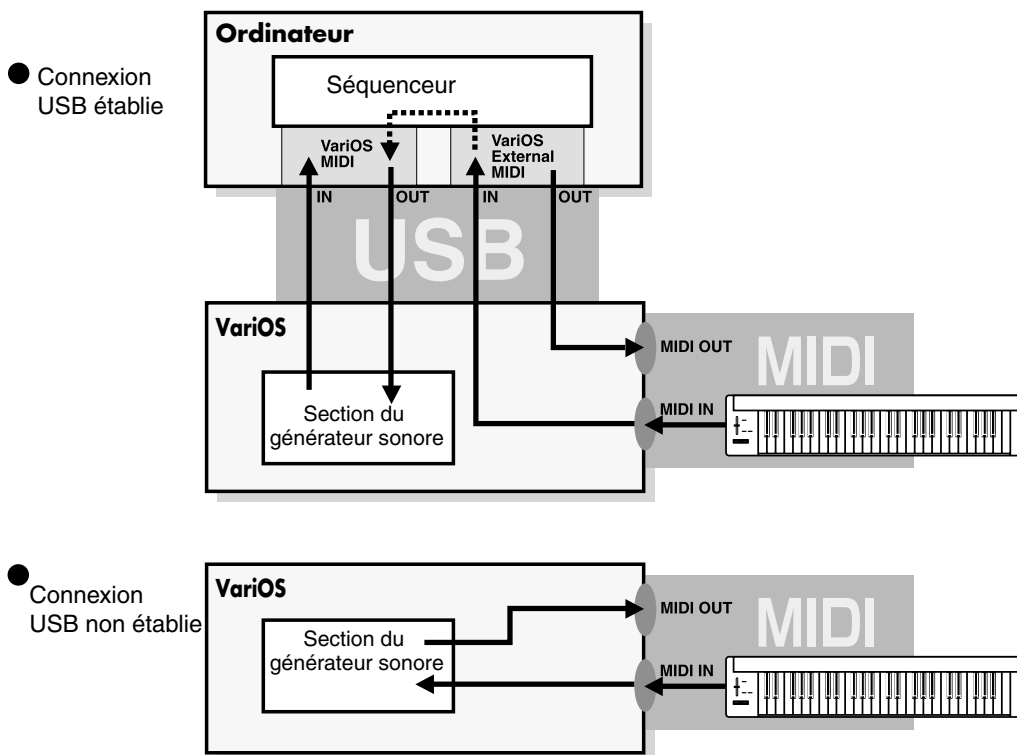 Ordinateur
● Connexion
USB établie
Séquenceur
VariOS
MIDI
VariOS
External
MIDI
IN
OUT
IN
OUT
USB
VariOS
MIDI OUT
MIDI
MIDI IN
Section du
générateur sonore
● Connexion
USB non établie
VariOS
MIDI OUT
MIDI
Section du
générateur sonore
MIDI IN